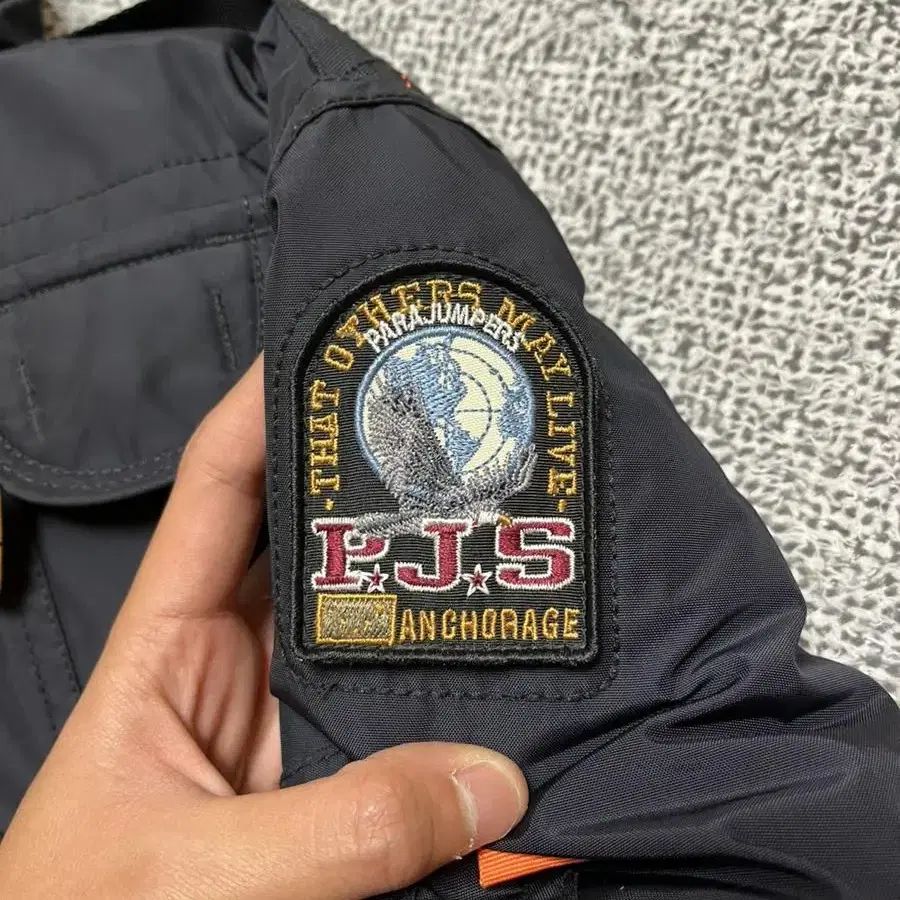 ·THAT OTHERS MAY LIVE·
PARAJUMPERS
P.J.S
ANCHORAGE